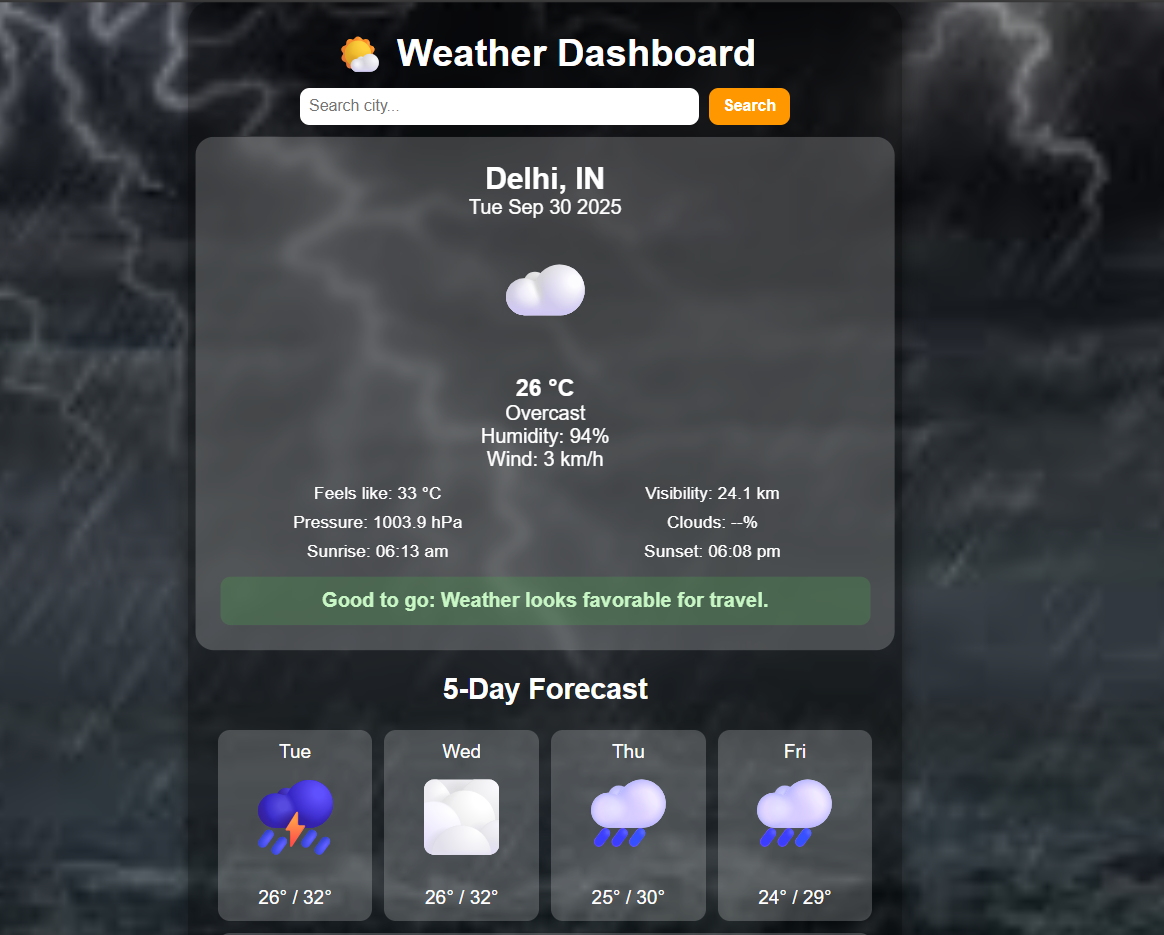 Weather Dashboard
Search city...
Search
Delhi, IN
Tue Sep 30 2025
26 °C
Overcast
Humidity: 94%
Wind: 3 km/h
Feels like: 33 °C
Visibility: 24.1 km
Pressure: 1003.9 hPa
Clouds: --%
Sunrise: 06:13 am
Sunset: 06:08 pm
Good to go: Weather looks favorable for travel.
5-Day Forecast
Tue
Wed
Thu
Fri
26° / 32°
26° / 32°
25° / 30°
24° / 29°